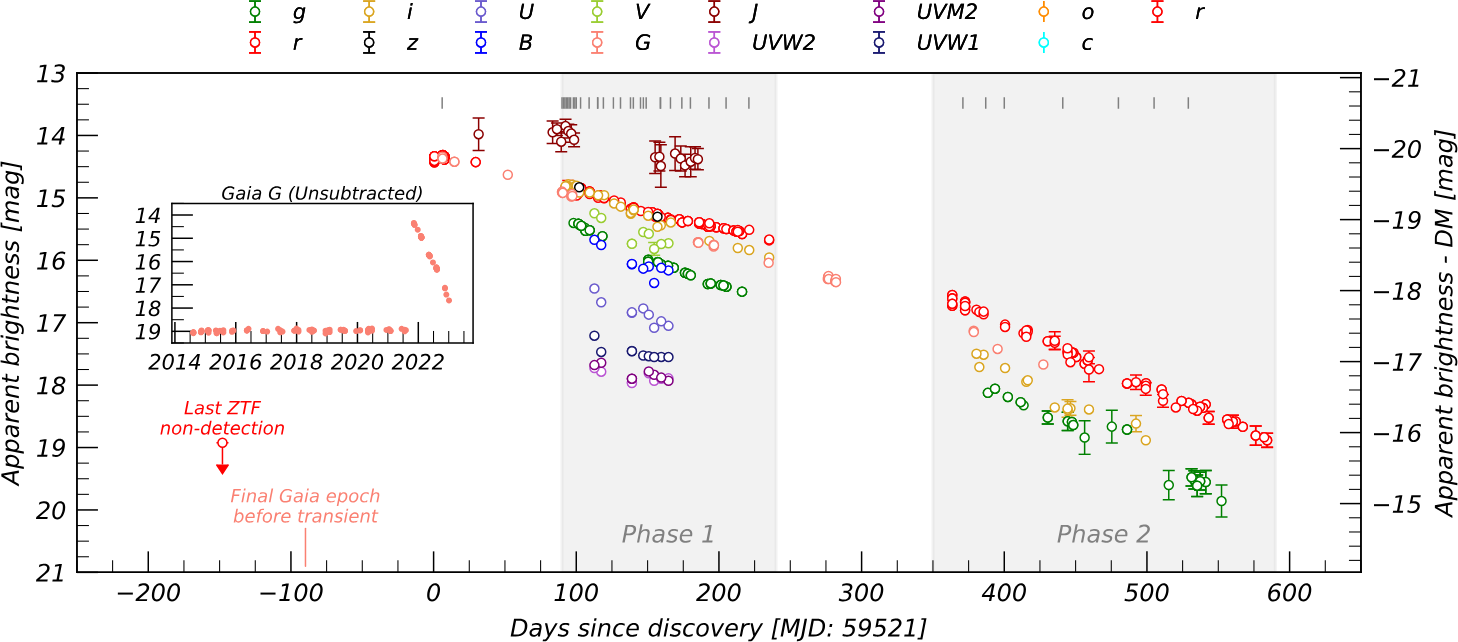 g i U V J UVM2 o r
r z B G UVW2 UVW1 c
13 14 15 16 17 18 19 20 21
Apparent brightness [mag]
Gaia G (Unsubtracted)
14 15 16 17 18 19
2014 2016 2018 2020 2022
Last ZTF
non-detection
Final Gaia epoch
before transient
Phase 1
Phase 2
−21 −20 −19 −18 −17 −16 −15
Apparent brightness - DM [mag]
−200 −100 0 100 200 300 400 500 600
Days since discovery [MJD: 59521]